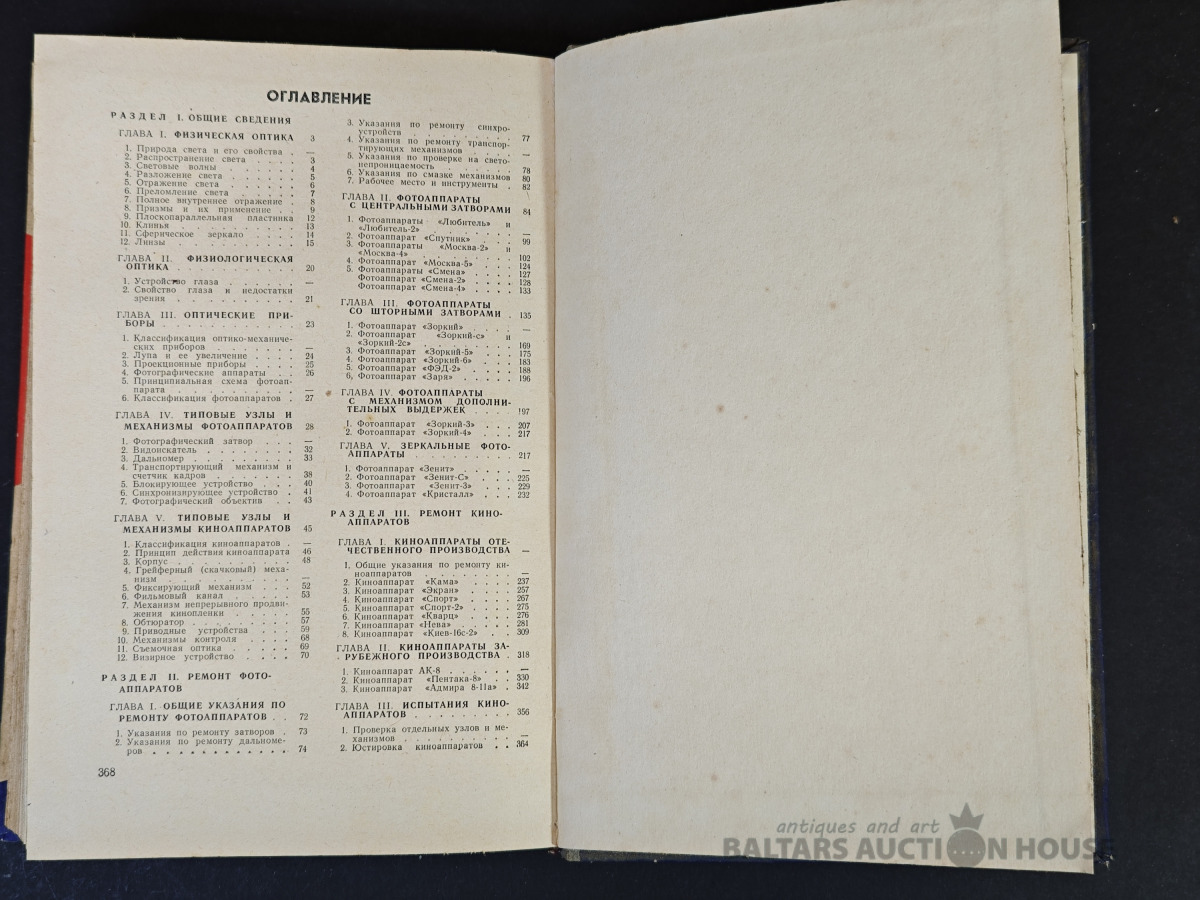 ОГЛАВЛЕНИЕ
РАЗДЕЛ I. ОБЩИЕ СВЕДЕНИЯ
ГЛАВА I. ФИЗИЧЕСКАЯ ОПТИКА 3
1. Природа света и его свойства . —
2. Распространение света . . . . 3
3. Световые волны . . . . . . 4
4. Разложение света . . . . . . 5
5. Отражение света . . . . . . 6
6. Преломление света . . . . . 7
7. Полное внутреннее отражение . 8
8. Призмы и их применение . . . 9
9. Плоскопараллельная пластинка 12
10. Клинья . . . . . . . . . . 13
11. Сферическое зеркало . . . . 14
12. Линзы . . . . . . . . . . 15
ГЛАВА II. ФИЗИОЛОГИЧЕСКАЯ
ОПТИКА . . . . . . . . . . . 20
1. Устройство глаза . . . . . . —
2. Свойство глаза и недостатки
зрения . . . . . . . . . . 21
ГЛАВА III. ОПТИЧЕСКИЕ ПРИ-
БОРЫ . . . . . . . . . . . . 23
1. Классификация оптико-механиче-
ских приборов . . . . . . . —
2. Лупа и ее увеличение . . . . 24
3. Проекционные приборы . . . . 25
4. Фотографические аппараты . . 26
5. Принципиальная схема фотоап-
парата . . . . . . . . . . —
6. Классификация фотоаппаратов . 27
ГЛАВА IV. ТИПОВЫЕ УЗЛЫ И
МЕХАНИЗМЫ ФОТОАППАРАТОВ 28
1. Фотографический затвор . . . —
2. Видоискатель . . . . . . . . 32
3. Дальномер . . . . . . . . . 33
4. Транспортирующий механизм и
счетчик кадров . . . . . . . 38
5. Блокирующее устройство . . . 40
6. Синхронизирующее устройство . 41
7. Фотографический объектив . . 43
ГЛАВА V. ТИПОВЫЕ УЗЛЫ И
МЕХАНИЗМЫ КИНОАППАРАТОВ 45
1. Классификация киноаппаратов . —
2. Принцип действия киноаппарата 46
3. Корпус . . . . . . . . . . 48
4. Грейферный (скачковый) меха-
низм . . . . . . . . . . . —
5. Фиксирующий механизм . . . 52
6. Фильмовый канал . . . . . . 53
7. Механизм непрерывного продви-
жения кинопленки . . . . . 55
8. Обтюратор . . . . . . . . . 57
9. Приводные устройства . . . 59
10. Механизмы контроля . . . . 68
11. Съемочная оптика . . . . . 69
12. Визирное устройство . . . . 70
РАЗДЕЛ II. РЕМОНТ ФОТО-
АППАРАТОВ
ГЛАВА I. ОБЩИЕ УКАЗАНИЯ ПО
РЕМОНТУ ФОТОАППАРАТОВ . . 72
1. Указания по ремонту затворов . 73
2. Указания по ремонту дальноме-
ров . . . . . . . . . . . . 74
368
3. Указания по ремонту синхро-
устройств . . . . . . . . . 77
4. Указания по ремонту транспор-
тирующих механизмов . . . . —
5. Указания по проверке на свето-
непроницаемость . . . . . . 78
6. Указания по смазке механизмов 80
7. Рабочее место и инструменты . 82
ГЛАВА II. ФОТОАППАРАТЫ
С ЦЕНТРАЛЬНЫМИ ЗАТВОРАМИ 84
1. Фотоаппараты «Любитель» и
«Любитель-2» . . . . . . . . —
2. Фотоаппарат «Спутник» . . . 99
3. Фотоаппараты «Москва-2» и
«Москва-4» . . . . . . . . . 102
4. Фотоаппарат «Москва-5» . . . 124
5. Фотоаппараты «Смена» . . . . 127
Фотоаппарат «Смена-2» . . . 128
Фотоаппарат «Смена-4» . . . 133
ГЛАВА III. ФОТОАППАРАТЫ
СО ШТОРНЫМИ ЗАТВОРАМИ . 135
1. Фотоаппарат «Зоркий» . . . . —
2. Фотоаппарат «Зоркий-с» и
«Зоркий-2с» . . . . . . . . 169
3. Фотоаппарат «Зоркий-5» . . . 175
4. Фотоаппарат «Зоркий-6» . . . 183
5. Фотоаппарат «ФЭД-2» . . . . 188
6. Фотоаппарат «Заря» . . . . . 196
ГЛАВА IV. ФОТОАППАРАТЫ
С МЕХАНИЗМОМ ДОПОЛНИ-
ТЕЛЬНЫХ ВЫДЕРЖЕК . . . . 197
1. Фотоаппарат «Зоркий-3» . . . 207
2. Фотоаппарат «Зоркий-4» . . . 217
ГЛАВА V. ЗЕРКАЛЬНЫЕ ФОТО-
АППАРАТЫ . . . . . . . . . 217
1. Фотоаппарат «Зенит» . . . . . —
2. Фотоаппарат «Зенит-С» . . . 225
3. Фотоаппарат «Зенит-3» . . . 229
4. Фотоаппарат «Кристалл» . . . 232
РАЗДЕЛ III. РЕМОНТ КИНО-
АППАРАТОВ
ГЛАВА I. КИНОАППАРАТЫ ОТЕ-
ЧЕСТВЕННОГО ПРОИЗВОДСТВА —
1. Общие указания по ремонту ки-
ноаппаратов . . . . . . . . —
2. Киноаппарат «Кама» . . . . 237
3. Киноаппарат «Экран» . . . . 257
4. Киноаппарат «Спорт» . . . . 267
5. Киноаппарат «Спорт-2» . . . 275
6. Киноаппарат «Кварц» . . . . 276
7. Киноаппарат «Нева» . . . . . 281
8. Киноаппарат «Киев-16с-2» . . 309
ГЛАВА II. КИНОАППАРАТЫ ЗА-
РУБЕЖНОГО ПРОИЗВОДСТВА . 318
1. Киноаппарат АК-8 . . . . . . —
2. Киноаппарат «Пентака-8» . . 330
3. Киноаппарат «Адмира 8-11а» . 342
ГЛАВА III. ИСПЫТАНИЯ КИНО-
АППАРАТОВ . . . . . . . . . 356
1. Проверка отдельных узлов и ме-
ханизмов . . . . . . . . . . —
2. Юстировка киноаппаратов . . 364
antiques and art
BALTARS AUCTION HOUSE